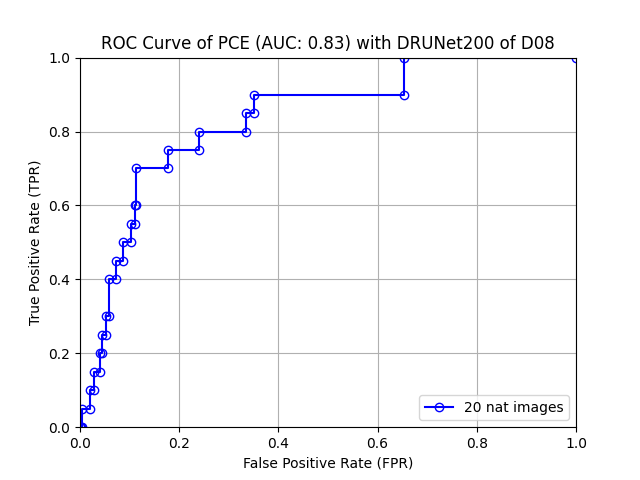 ROC Curve of PCE (AUC: 0.83) with DRUNet200 of D08
True Positive Rate (TPR)
1.0
0.8
0.6
0.4
0.2
0.0
0.0 0.2 0.4 0.6 0.8 1.0
False Positive Rate (FPR)
20 nat images